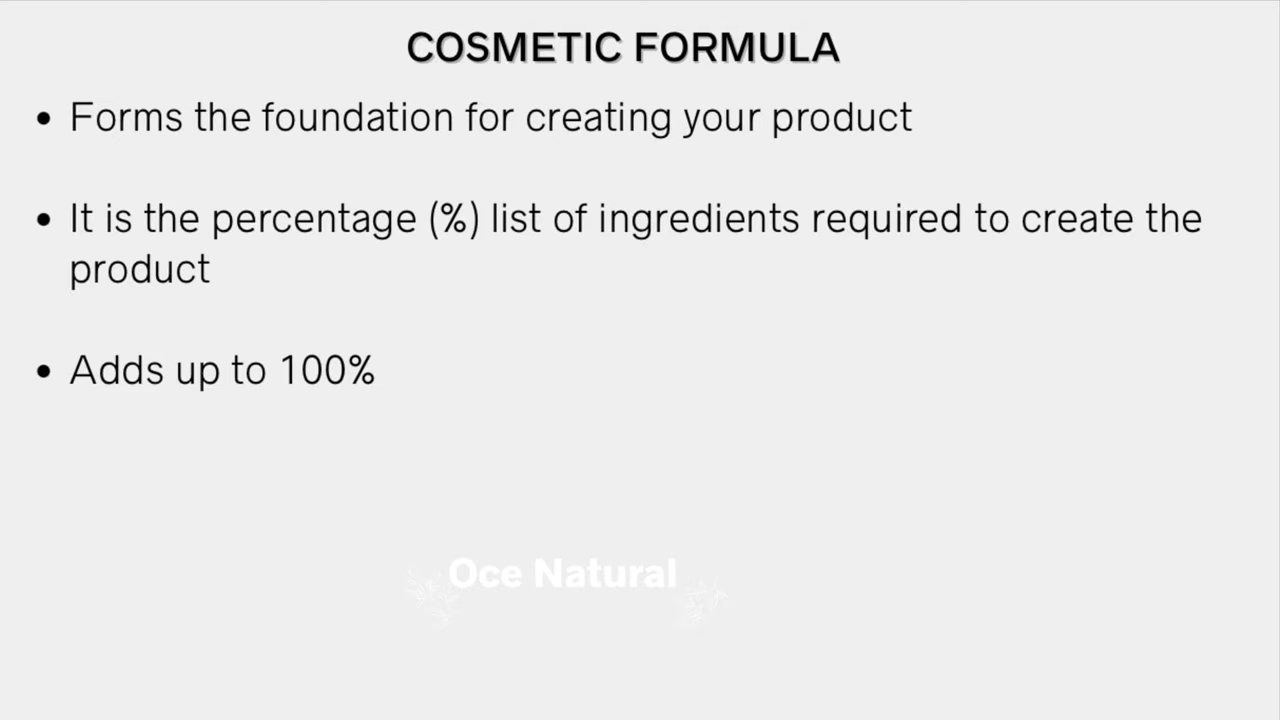 COSMETIC FORMULA
• Forms the foundation for creating your product
• It is the percentage (%) list of ingredients required to create the
product
• Adds up to 100%
Oce Natural